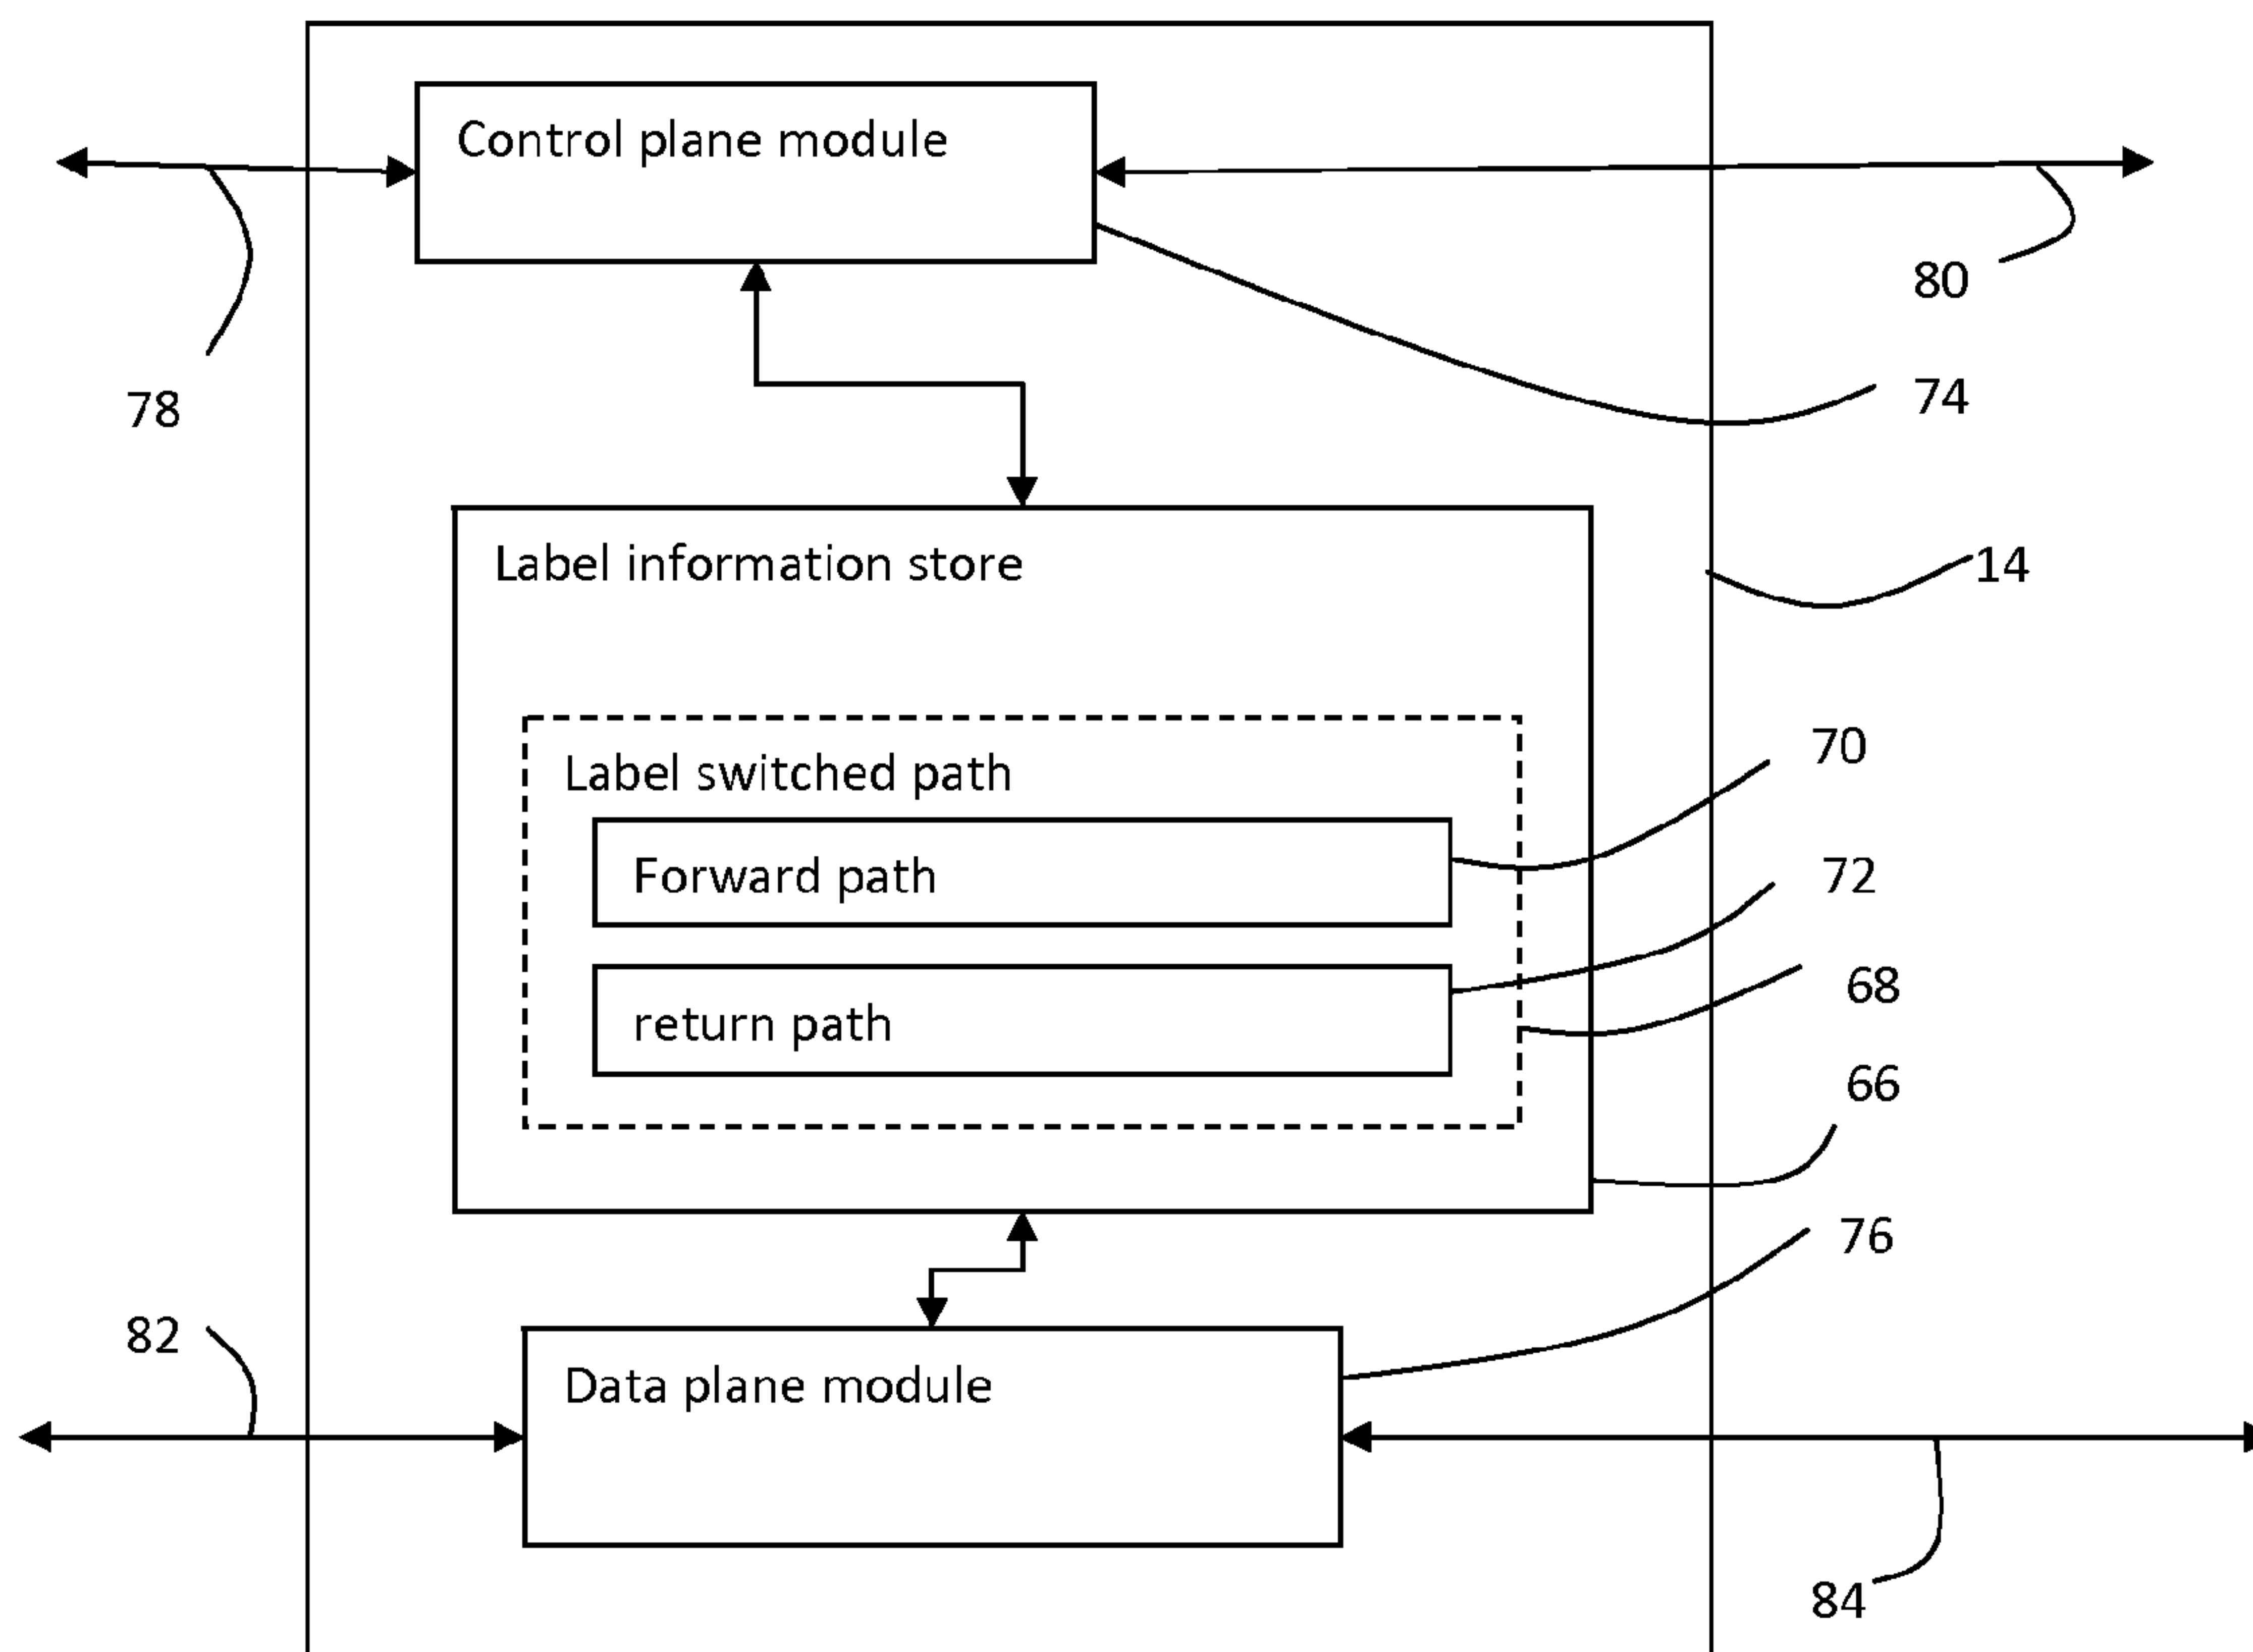 Control plane module
80
78
74
Label information store
14
70
Label switched path
Forward path
72
68
return path
66
76
82
Data plane module
84